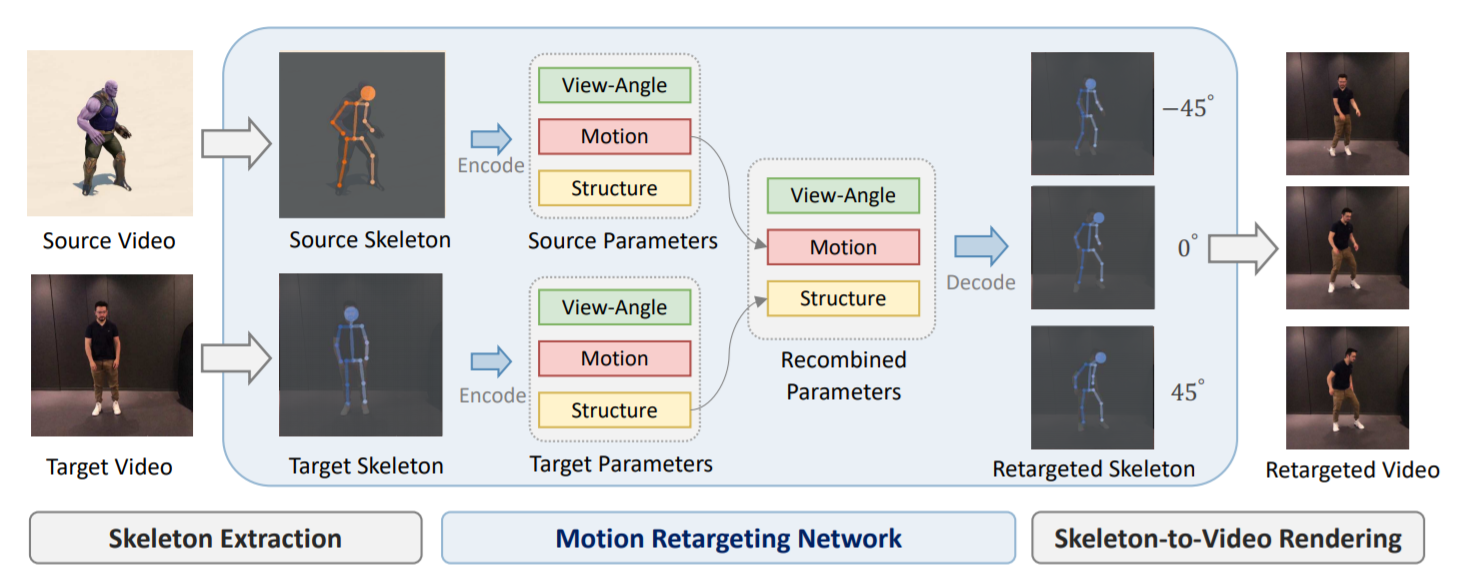 Source Video
Target Video
Source Skeleton
Target Skeleton
Encode
Encode
View-Angle
Motion
Structure
Source Parameters
View-Angle
Motion
Structure
Target Parameters
View-Angle
Motion
Structure
Recombined
Parameters
Decode
−45°
0°
45°
Retargeted Skeleton
Retargeted Video
Skeleton Extraction
Motion Retargeting Network
Skeleton-to-Video Rendering